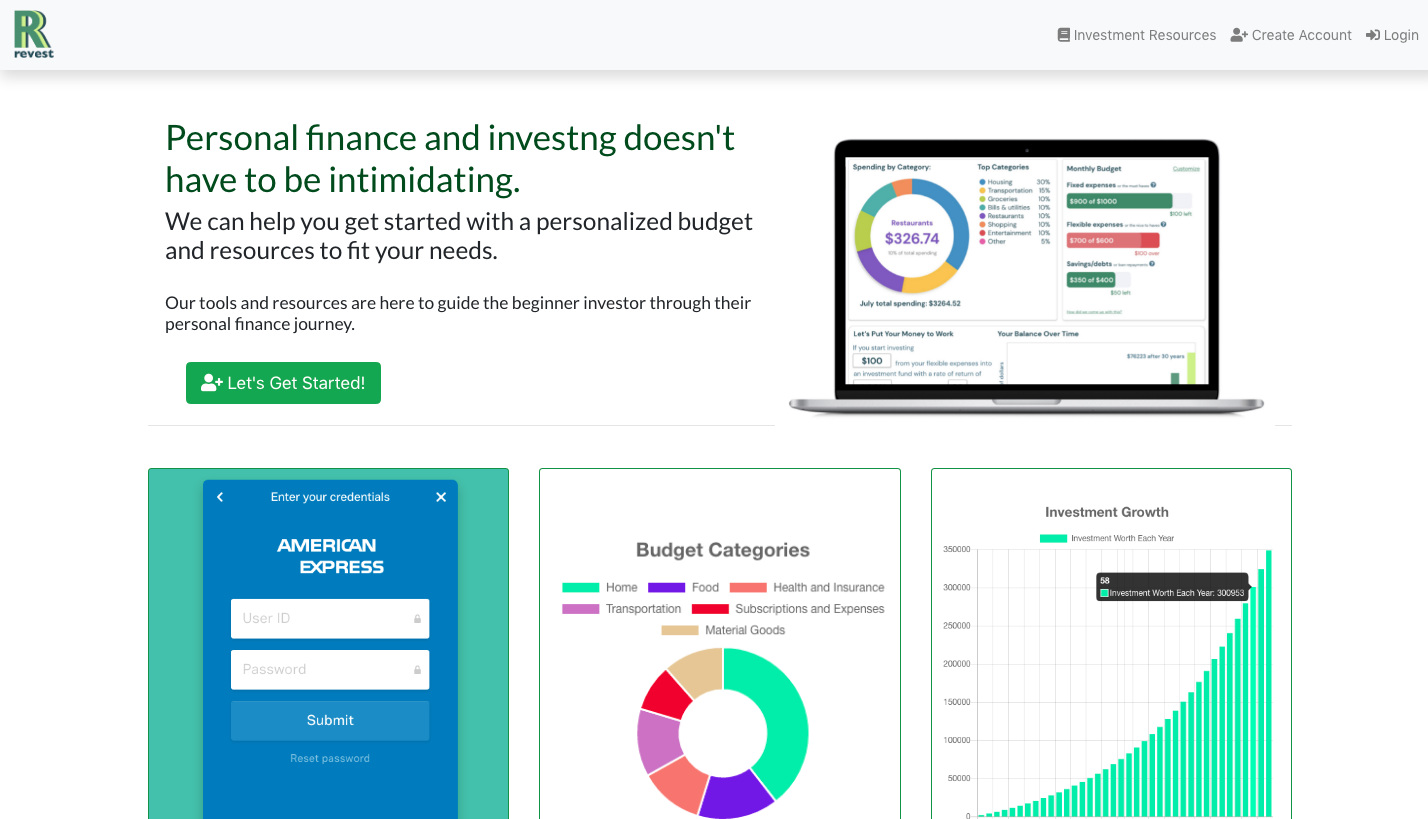 revest
Investment Resources
Create Account
Login
Personal finance and investng doesn't
have to be intimidating.
We can help you get started with a personalized budget
and resources to fit your needs.
Our tools and resources are here to guide the beginner investor through their
personal finance journey.
Let's Get Started!
Spending by Category:
Top Categories
Housing 30%
Transportation 15%
Groceries 10%
Bills & utilities 10%
Restaurants 10%
Shopping 10%
Entertainment 10%
Other 5%
Restaurants
$326.74
10% of total spending
July total spending: $3264.52
Monthly Budget
Customize
Fixed expenses
$900 of $1000
$100 left
Flexible expenses
$700 of $600
$100 over
Savings/debts
$350 of $400
$50 left
Let's Put Your Money to Work
If you start investing
$100 from your flexible expenses into
an investment fund with a rate of return of
Your Balance Over Time
$76223 after 30 years
Enter your credentials
AMERICAN
EXPRESS
User ID
Password
Submit
Reset password
Budget Categories
Home Food Health and Insurance
Transportation Subscriptions and Expenses
Material Goods
Investment Growth
Investment Worth Each Year
350000
58
Investment Worth Each Year: 300953
300000
250000
200000
150000
100000
50000
0